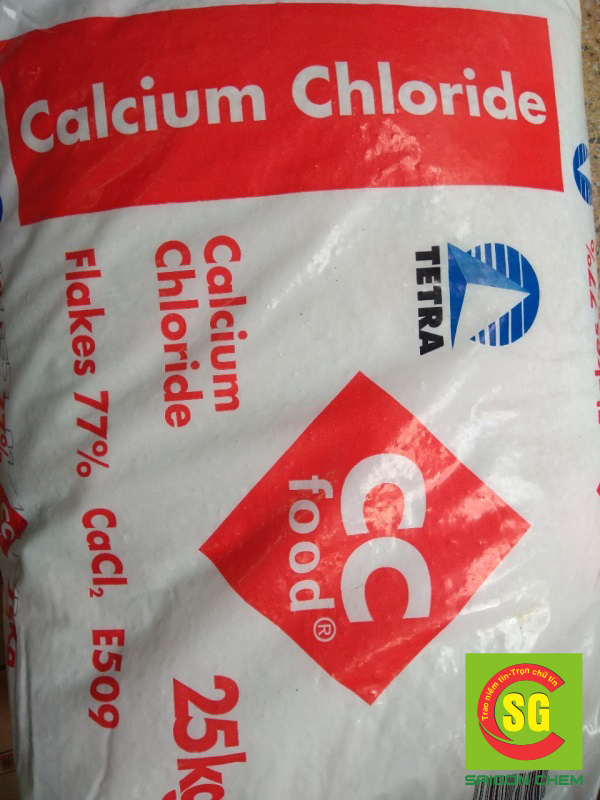 Calcium Chloride
TETRA
Calcium
Chloride
Flakes 77% CaCl₂ E509
CC
food®
25kg
77%
Trao niềm tin-Trọn chữ tín
SG
SAIGON CHEM